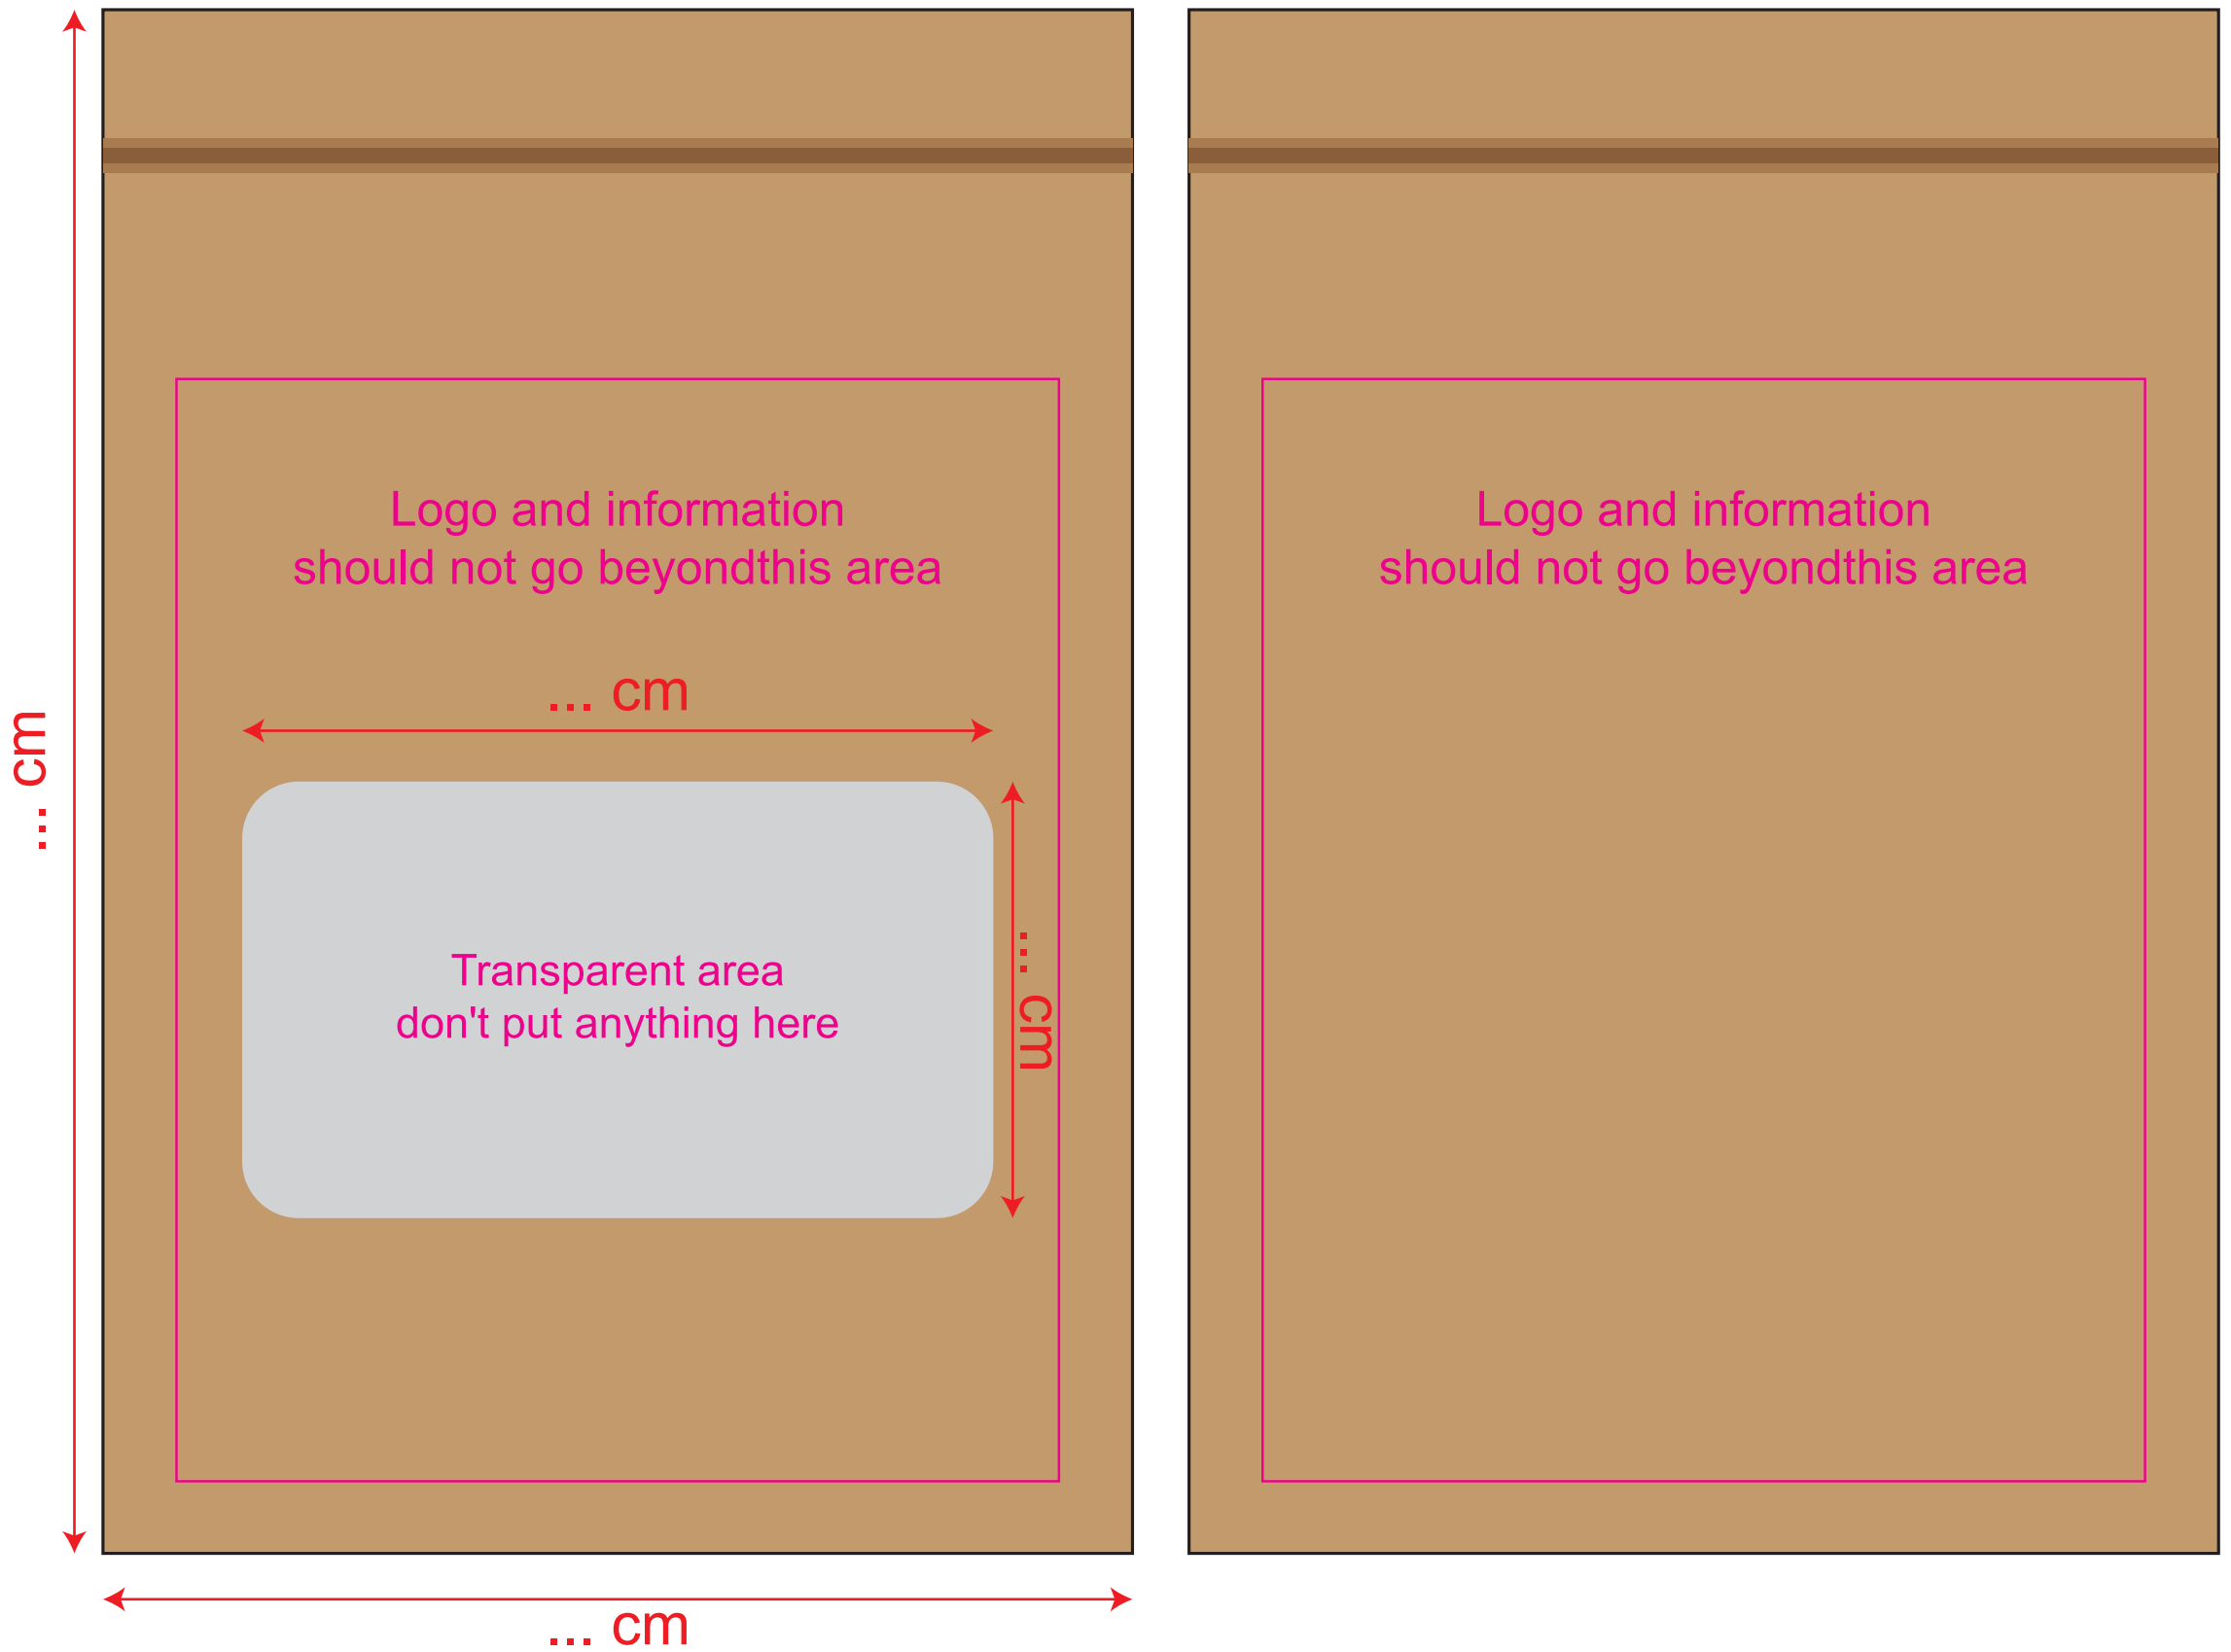 Logo and information
should not go beyondthis area
... cm
... cm
Transparent area
don't put anything here
... cm
... cm
Logo and information
should not go beyondthis area